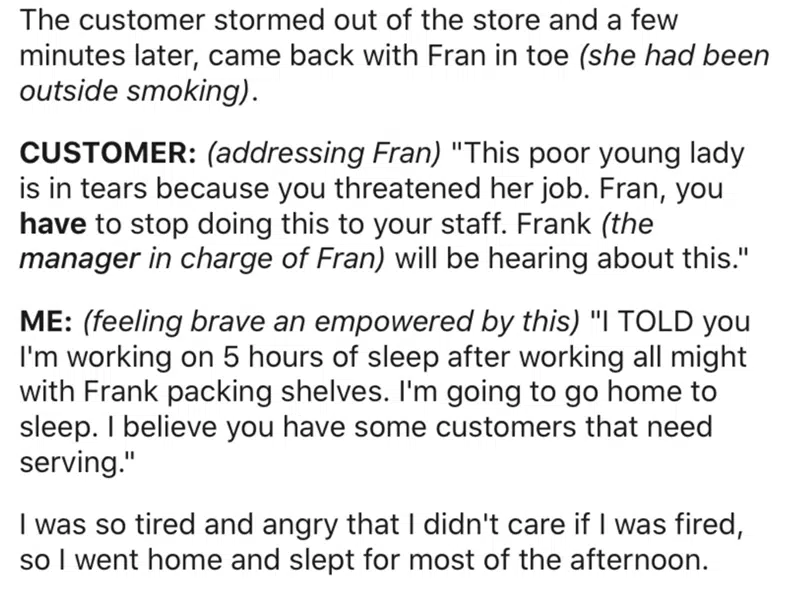 The customer stormed out of the store and a few
minutes later, came back with Fran in toe (she had been
outside smoking).
CUSTOMER: (addressing Fran) "This poor young lady
is in tears because you threatened her job. Fran, you
have to stop doing this to your staff. Frank (the
manager in charge of Fran) will be hearing about this."
ME: (feeling brave an empowered by this) "I TOLD you
I'm working on 5 hours of sleep after working all might
with Frank packing shelves. I'm going to go home to
sleep. I believe you have some customers that need
serving."
I was so tired and angry that I didn't care if I was fired,
so I went home and slept for most of the afternoon.